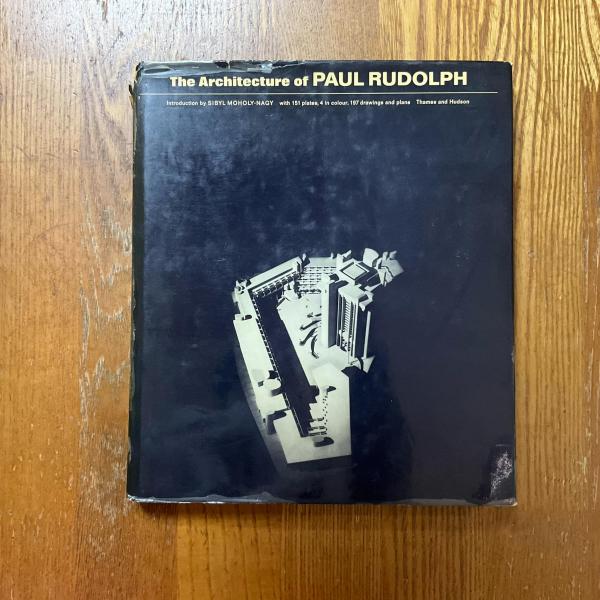 The Architecture of PAUL RUDOLPH
Introduction by SIBYL MOHOLY-NAGY with 151 plates, 4 in colour, 197 drawings and plans Thames and Hudson